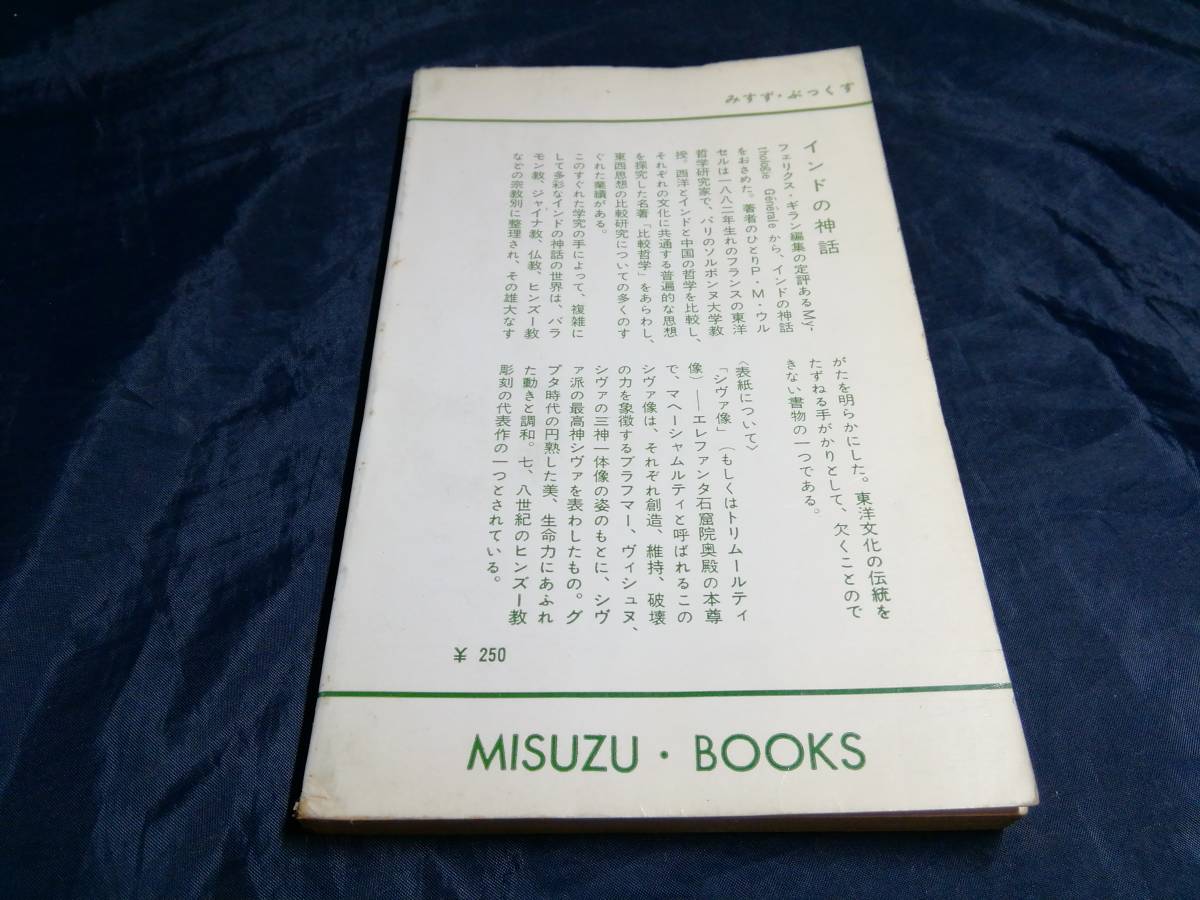 みすず・ぶっくす
インドの神話
フェリクス・ギラン編集の定評あるMy-
thologie Généraleから、インドの神話
をおさめた。著者のひとりP・M・ウル
セルは一八八二年生れのフランスの東洋
哲学研究家で、パリのソルボンヌ大学教
授。西洋とインドと中国の哲学を比較し、
それぞれの文化に共通する普遍的な思想
を探究した名著「比較哲学」をあらわし、
東西思想の比較研究についての多くのす
ぐれた業績がある。
このすぐれた学究の手によって、複雑に
して多彩なインドの神話の世界は、バラ
モン教、ジャイナ教、仏教、ヒンズー教
などの宗教別に整理され、その雄大なす
がたを明らかにした。東洋文化の伝統を
たずねる手がかりとして、欠くことので
きない書物の一つである。
〈表紙について〉
「シヴァ像」（もしくはトリムールティ
像）――エレファンタ石窟院奥殿の本尊
で、マヘーシャムルティと呼ばれるこの
シヴァ像は、それぞれ創造、維持、破壊
の力を象徴するブラフマー、ヴィシュヌ、
シヴァの三神一体像の姿のもとに、シヴ
ァ派の最高神シヴァを表わしたもの。グ
プタ時代の円熟した美、生命力にあふれ
た動きと調和。七、八世紀のヒンズー教
彫刻の代表作の一つとされている。
¥ 250
MISUZU・BOOKS